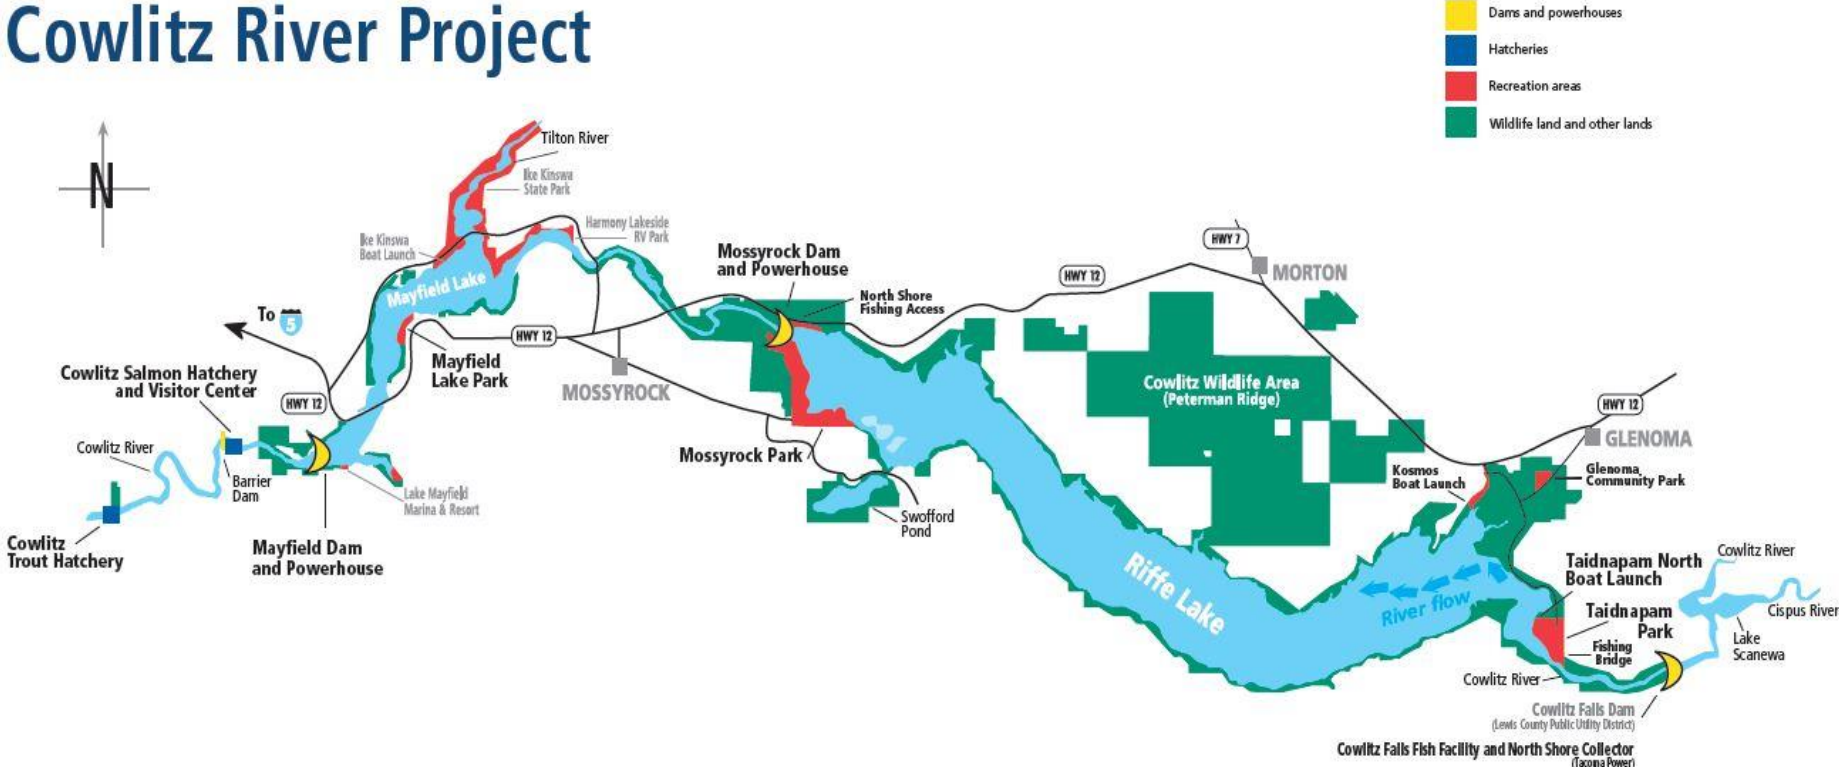 Cowlitz River Project
Dams and powerhouses
Hatcheries
Recreation areas
Wildlife land and other lands
N
Tilton River
Ike Kinswa
State Park
Harmony Lakeside
RV Park
Ike Kinswa
Boat Launch
Mayfield Lake
To 5
HWY 12
Mayfield
Lake Park
MOSSYROCK
Mossyrock Dam
and Powerhouse
North Shore
Fishing Access
HWY 12
HWY 7
MORTON
Cowlitz Salmon Hatchery
and Visitor Center
HWY 12
Cowlitz River
Barrier
Dam
Cowlitz
Trout Hatchery
Mayfield Dam
and Powerhouse
Lake Mayfield
Marina & Resort
Mossyrock Park
Swofford
Pond
Cowlitz Wildlife Area
(Peterman Ridge)
HWY 12
GLENOMA
Kosmos
Boat Launch
Glenoma
Community Park
Riffe Lake
River flow
Taidnapam North
Boat Launch
Taidnapam
Park
Fishing
Bridge
Cowlitz River
Cowlitz River
Cispus River
Lake
Scanewa
Cowlitz Falls Dam
(Lewis County Public Utility District)
Cowlitz Falls Fish Facility and North Shore Collector
(Tacoma Power)